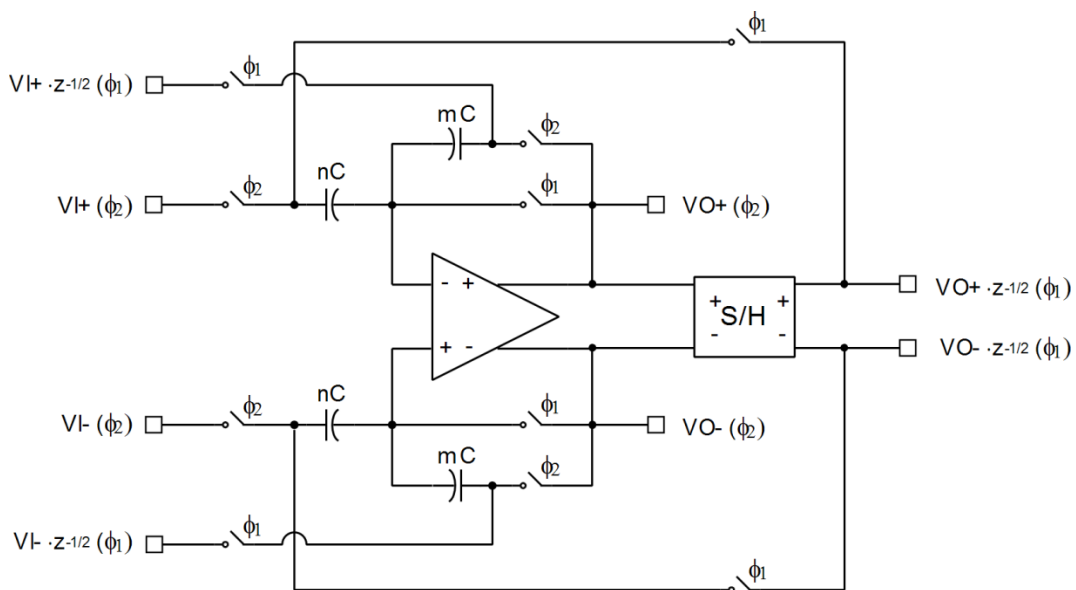 ϕ1
VI+ ·z-1/2 (ϕ1)
ϕ1
mC
ϕ2
nC
VI+ (ϕ2)
ϕ2
ϕ1
VO+ (ϕ2)
- +
+ -
+ +
S/H
- -
VO+ ·z-1/2 (ϕ1)
VO- ·z-1/2 (ϕ1)
nC
VI- (ϕ2)
ϕ2
ϕ1
VO- (ϕ2)
mC
ϕ2
VI- ·z-1/2 (ϕ1)
ϕ1
ϕ1